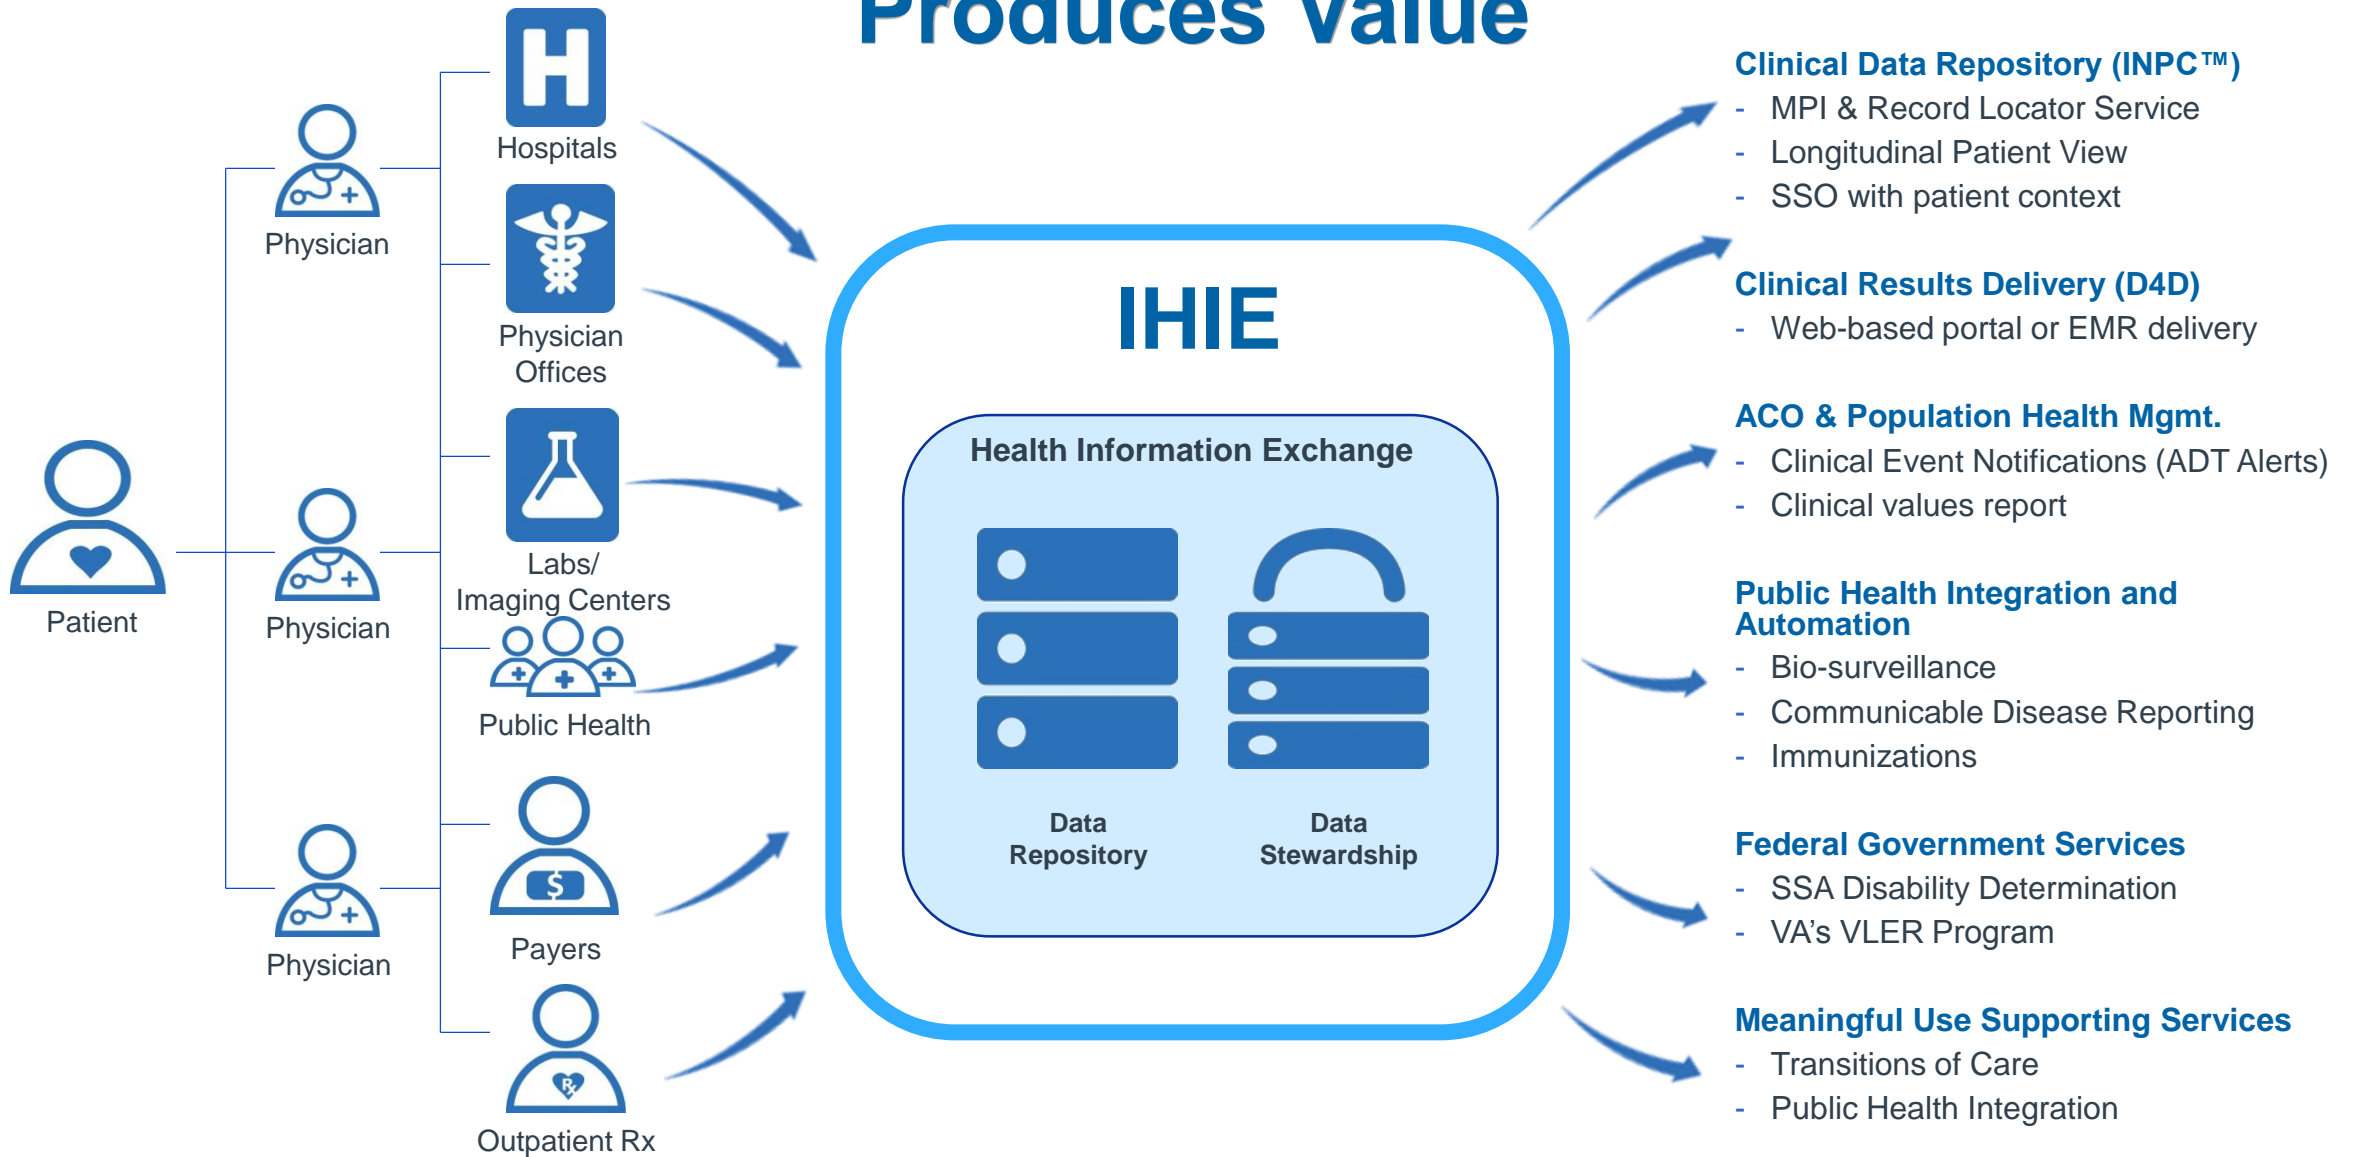 Produces Value
Patient
Physician
Physician
Physician
Hospitals
Physician
Offices
Labs/
Imaging Centers
Public Health
$
Payers
Rx
Outpatient Rx
IHIE
Health Information Exchange
Data
Repository
Data
Stewardship
Clinical Data Repository (INPC™)
- MPI & Record Locator Service
- Longitudinal Patient View
- SSO with patient context
Clinical Results Delivery (D4D)
- Web-based portal or EMR delivery
ACO & Population Health Mgmt.
- Clinical Event Notifications (ADT Alerts)
- Clinical values report
Public Health Integration and
Automation
- Bio-surveillance
- Communicable Disease Reporting
- Immunizations
Federal Government Services
- SSA Disability Determination
- VA’s VLER Program
Meaningful Use Supporting Services
- Transitions of Care
- Public Health Integration